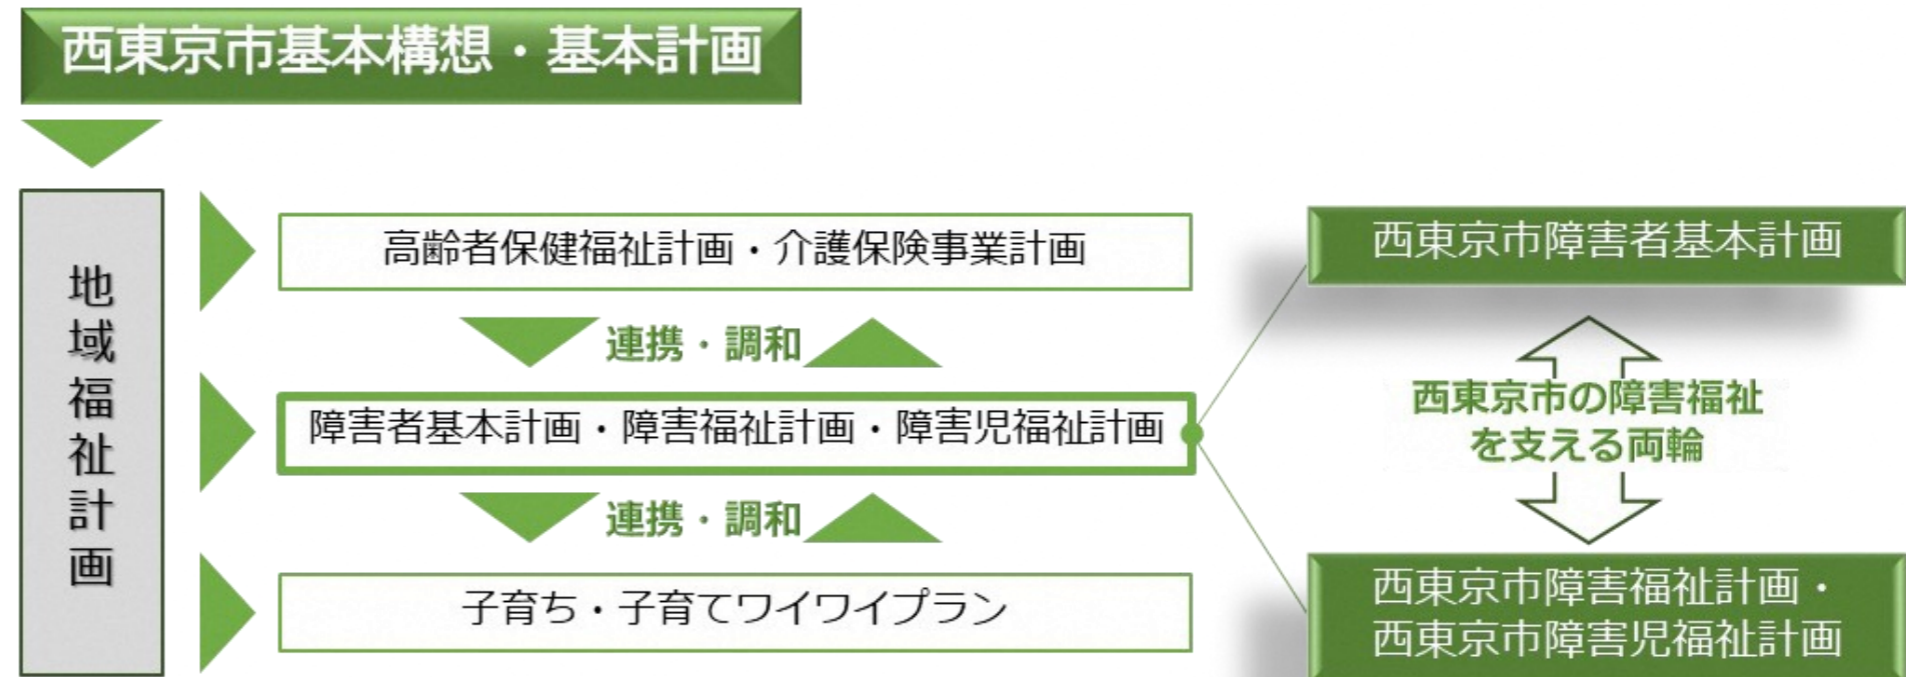 西東京市基本構想・基本計画
地域福祉計画
高齢者保健福祉計画・介護保険事業計画
連携・調和
障害者基本計画・障害福祉計画・障害児福祉計画
連携・調和
子育ち・子育てワイワイプラン
西東京市障害者基本計画
西東京市の障害福祉
を支える両輪
西東京市障害福祉計画・
西東京市障害児福祉計画